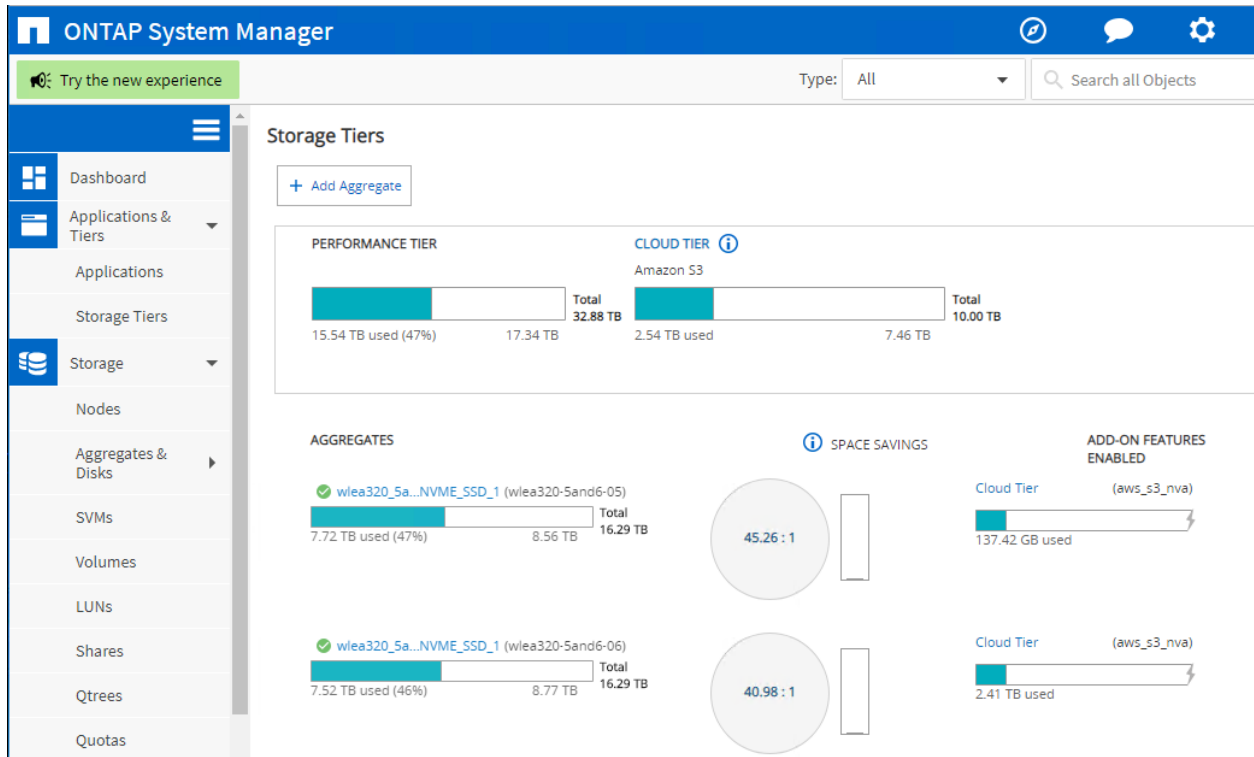 ONTAP System Manager
Try the new experience
Type: All
Search all Objects
Dashboard
Applications &
Tiers
Applications
Storage Tiers
Storage
Nodes
Aggregates &
Disks
SVMs
Volumes
LUNs
Shares
Qtrees
Quotas
Storage Tiers
+ Add Aggregate
PERFORMANCE TIER
Total
32.88 TB
15.54 TB used (47%) 17.34 TB
CLOUD TIER
Amazon S3
Total
10.00 TB
2.54 TB used 7.46 TB
AGGREGATES
SPACE SAVINGS
ADD-ON FEATURES
ENABLED
wlea320_5a...NVME_SSD_1 (wlea320-5and6-05)
Total
16.29 TB
7.72 TB used (47%) 8.56 TB
45.26 : 1
Cloud Tier (aws_s3_nva)
137.42 GB used
wlea320_5a...NVME_SSD_1 (wlea320-5and6-06)
Total
16.29 TB
7.52 TB used (46%) 8.77 TB
40.98 : 1
Cloud Tier (aws_s3_nva)
2.41 TB used